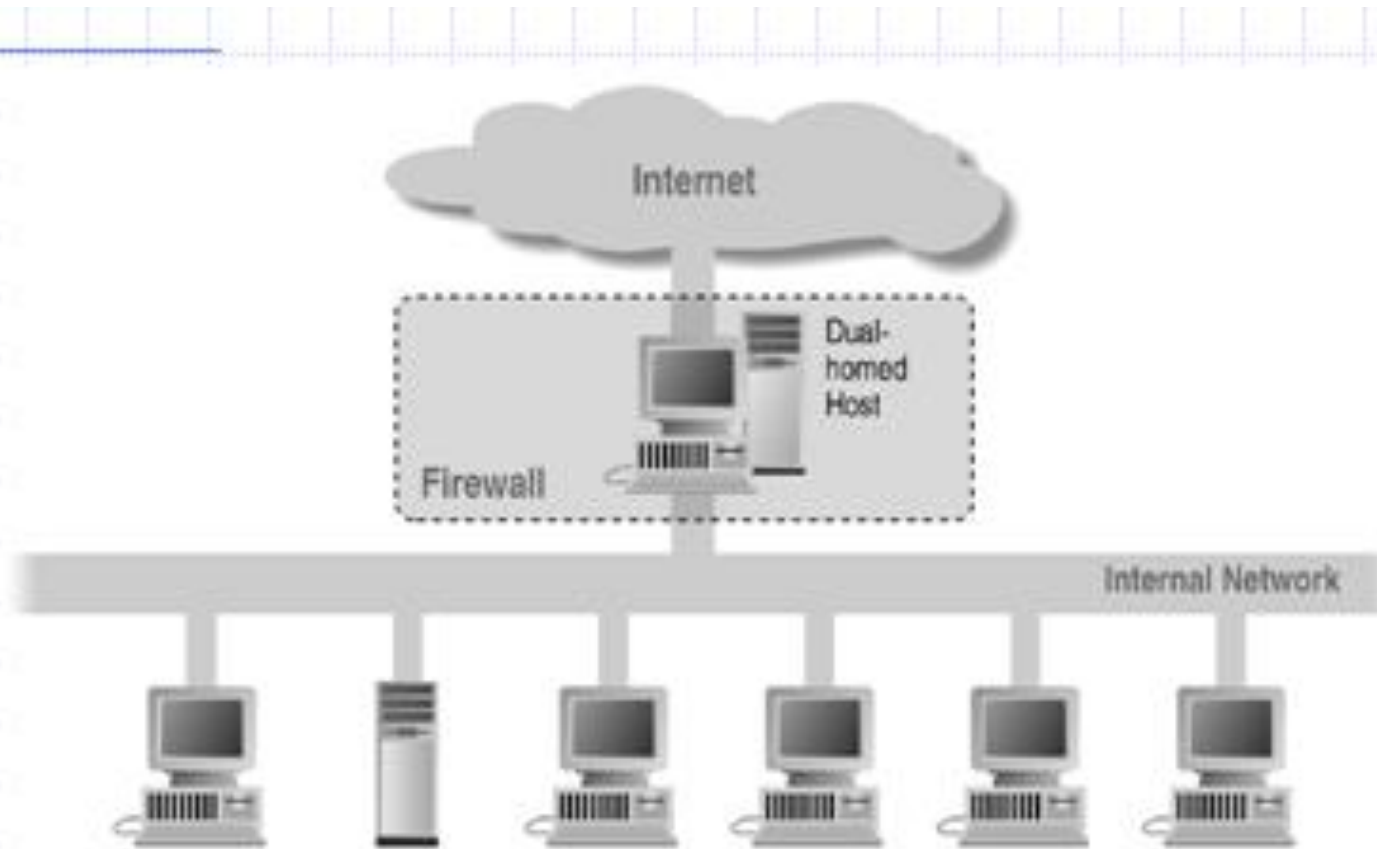 Internet
Dual-
homed
Host
Firewall
Internal Network